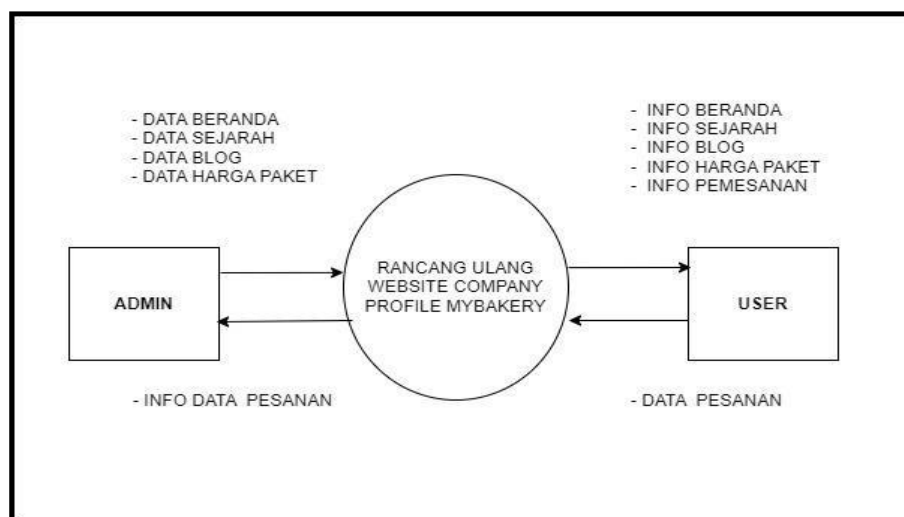 - DATA BERANDA
- DATA SEJARAH
- DATA BLOG
- DATA HARGA PAKET
- INFO BERANDA
- INFO SEJARAH
- INFO BLOG
- INFO HARGA PAKET
- INFO PEMESANAN
ADMIN
RANCANG ULANG
WEBSITE COMPANY
PROFILE MYBAKERY
USER
- INFO DATA PESANAN
- DATA PESANAN